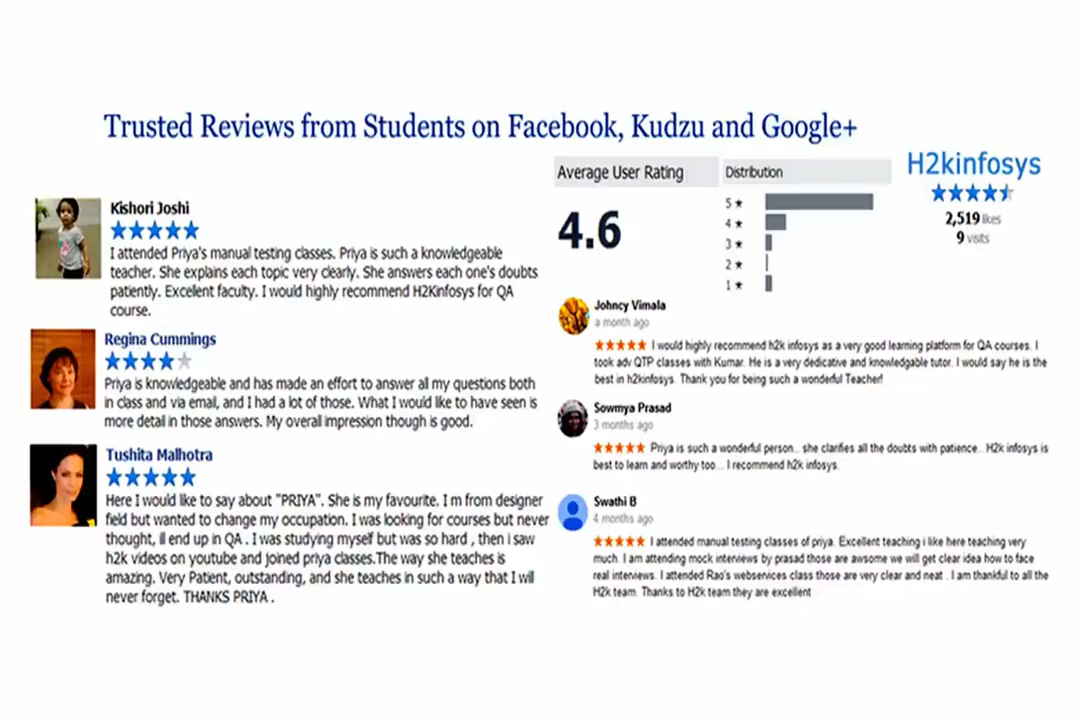 Trusted Reviews from Students on Facebook, Kudzu and Google+
Kishori Joshi
I attended Priya's manual testing classes. Priya is such a knowledgeable
teacher. She explains each topic very clearly. She answers each one's doubts
patiently. Excellent faculty. I would highly recommend H2Kinfosys for QA
course.
Regina Cummings
Priya is knowledgeable and has made an effort to answer all my questions both
in class and via email, and I had a lot of those. What I would like to have seen is
more detail in those answers. My overall impression though is good.
Tushita Malhotra
Here I would like to say about "PRIYA". She is my favourite. I m from designer
field but wanted to change my occupation. I was looking for courses but never
thought, ill end up in QA . I was studying myself but was so hard , then i saw
h2k videos on youtube and joined priya classes.The way she teaches is
amazing. Very Patient, outstanding, and she teaches in such a way that I will
never forget. THANKS PRIYA .
Average User Rating
4.6
Distribution
5 ★
4 ★
3 ★
2 ★
1 ★
H2kinfosys
2,519 likes
9 visits
Johncy Vimala
a month ago
★★★★★ I would highly recommend h2k infosys as a very good learning platform for QA courses. I
took adv QTP classes with Kumar. He is a very dedicative and knowledgable tutor. I would say he is the
best in h2kinfosys. Thank you for being such a wonderful Teacher!
Sowmya Prasad
3 months ago
★★★★★ Priya is such a wonderful person.. she clarifies all the doubts with patience.. H2k infosys is
best to learn and worthy too... I recommend h2k infosys.
Swathi B
4 months ago
★★★★★ I attended manual testing classes of priya. Excellent teaching i like here teaching very
much. I am attending mock interviews by prasad those are awsome we will get clear idea how to face
real interviews. I attended Rao's webservices class those are very clear and neat . I am thankful to all the
H2k team. Thanks to H2k team they are excellent